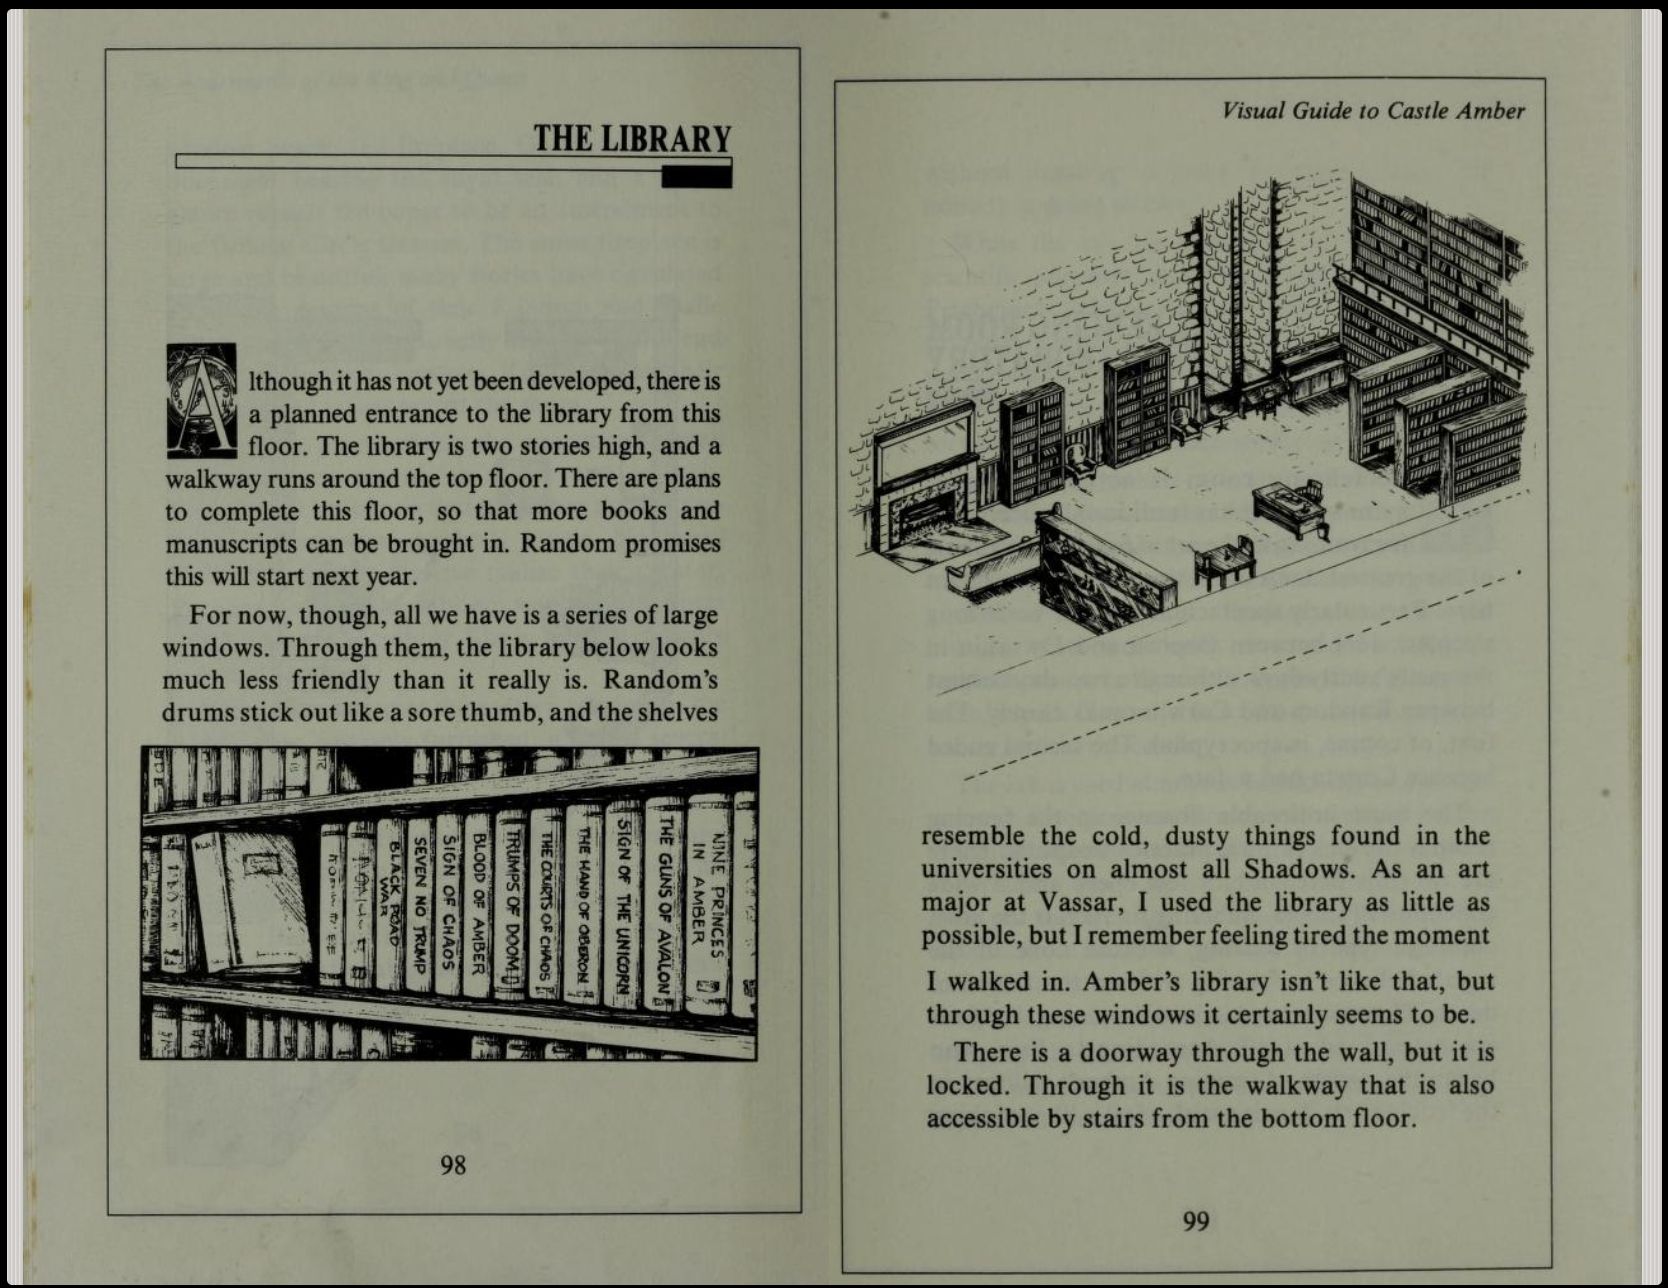 THE LIBRARY
Although it has not yet been developed, there is
a planned entrance to the library from this
floor. The library is two stories high, and a
walkway runs around the top floor. There are plans
to complete this floor, so that more books and
manuscripts can be brought in. Random promises
this will start next year.
For now, though, all we have is a series of large
windows. Through them, the library below looks
much less friendly than it really is. Random's
drums stick out like a sore thumb, and the shelves
BLACK ROAD
WAR
SEVEN NO TRUMP
SIGN OF CHAOS
BLOOD OF AMBER
TRUMPS OF DOOM
THE COURTS OF CHAOS
THE HAND OF OBERON
SIGN OF THE UNICORN
THE GUNS OF AVALON
NINE PRINCES
IN AMBER
98
Visual Guide to Castle Amber
resemble the cold, dusty things found in the
universities on almost all Shadows. As an art
major at Vassar, I used the library as little as
possible, but I remember feeling tired the moment
I walked in. Amber's library isn't like that, but
through these windows it certainly seems to be.
There is a doorway through the wall, but it is
locked. Through it is the walkway that is also
accessible by stairs from the bottom floor.
99